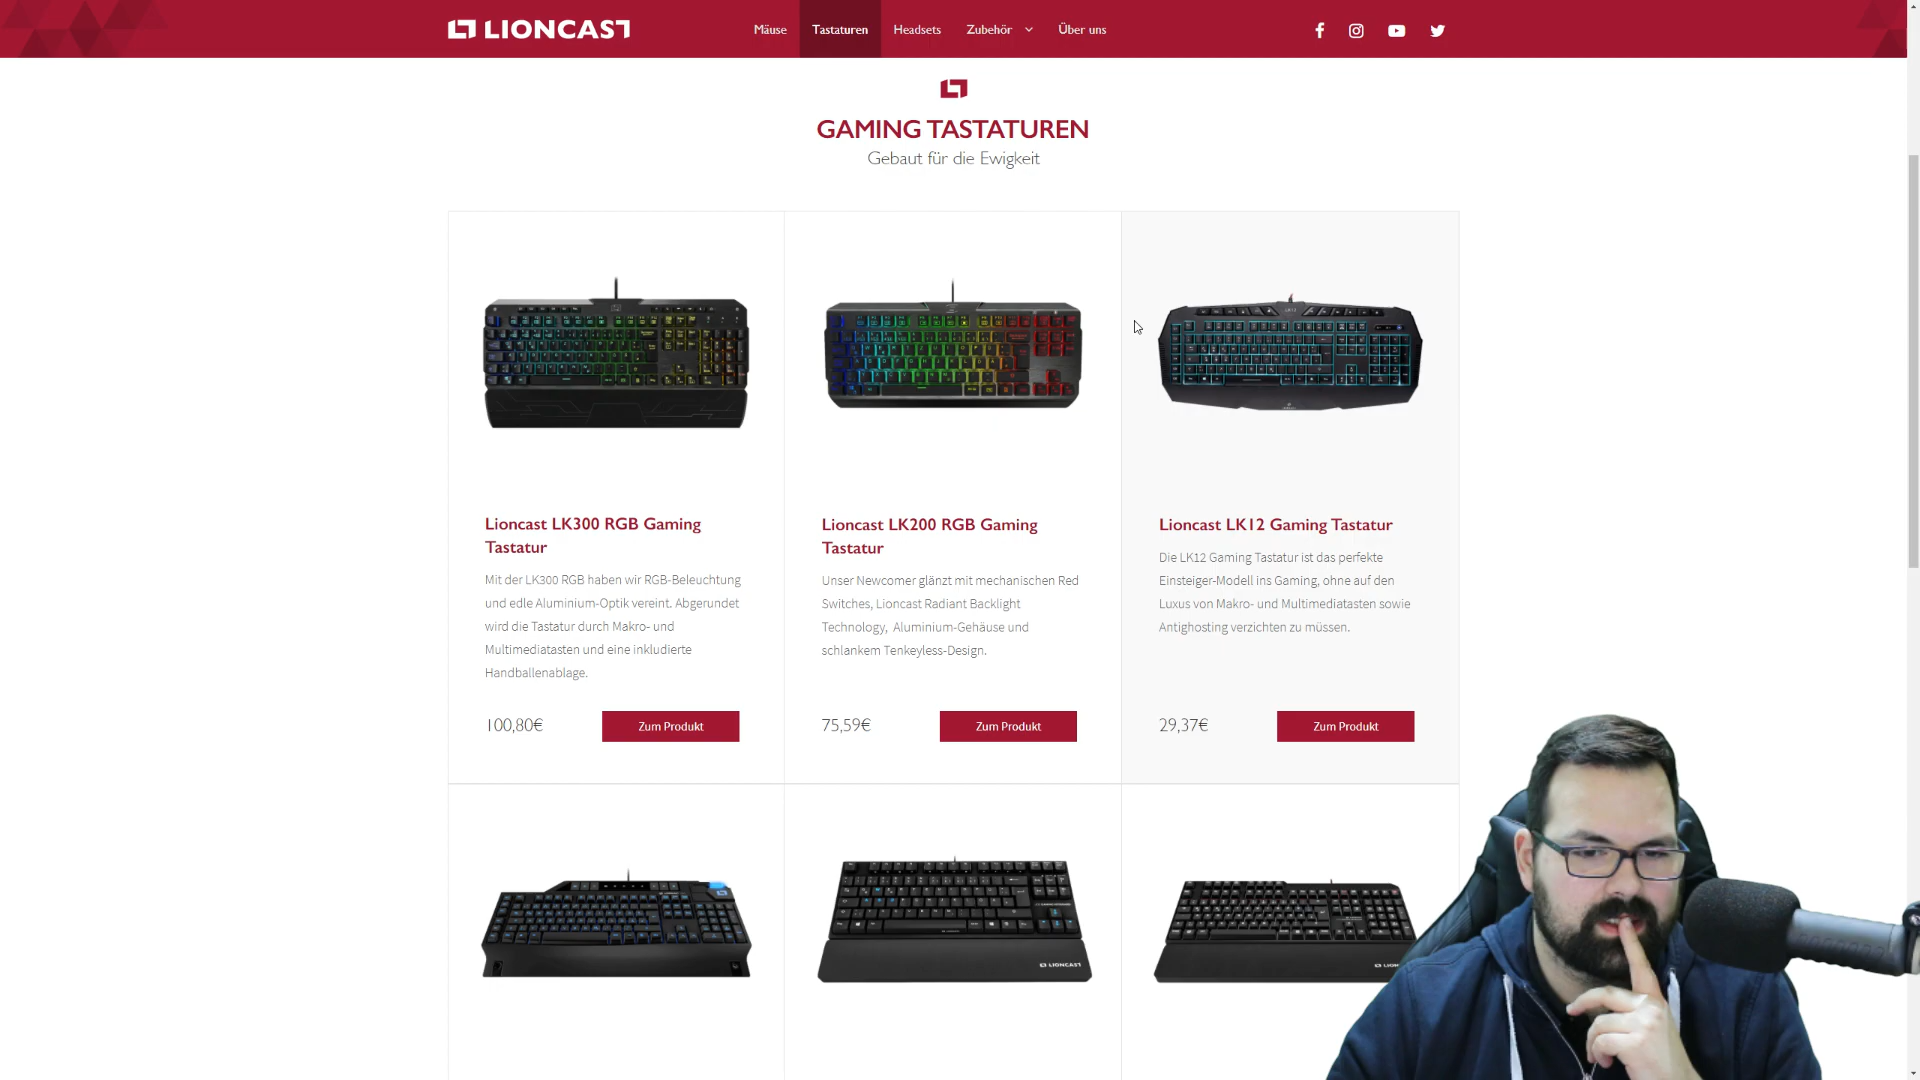 LIONCAST
Mäuse
Tastaturen
Headsets
Zubehör
Über uns
GAMING TASTATUREN
Gebaut für die Ewigkeit
Lioncast LK300 RGB Gaming
Tastatur
Mit der LK300 RGB haben wir RGB-Beleuchtung
und edle Aluminium-Optik vereint. Abgerundet
wird die Tastatur durch Makro- und
Multimediatasten und eine inkludierte
Handballenablage.
100,80€
Zum Produkt
Lioncast LK200 RGB Gaming
Tastatur
Unser Newcomer glänzt mit mechanischen Red
Switches, Lioncast Radiant Backlight
Technology, Aluminium-Gehäuse und
schlankem Tenkeyless-Design.
75,59€
Zum Produkt
Lioncast LK12 Gaming Tastatur
Die LK12 Gaming Tastatur ist das perfekte
Einsteiger-Modell ins Gaming, ohne auf den
Luxus von Makro- und Multimediatasten sowie
Antighosting verzichten zu müssen.
29,37€
Zum Produkt
LIONCAST